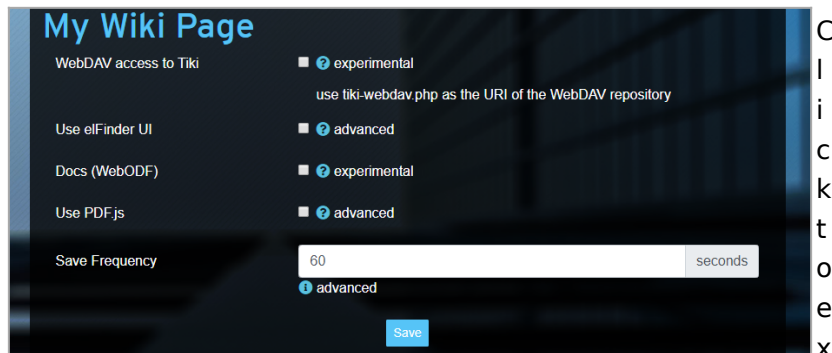 My Wiki Page
WebDAV access to Tiki experimental
use tiki-webdav.php as the URI of the WebDAV repository
Use elFinder UI advanced
Docs (WebODF) experimental
Use PDF.js advanced
Save Frequency 60 seconds
advanced
Save
C
l
i
c
k
t
o
e
x